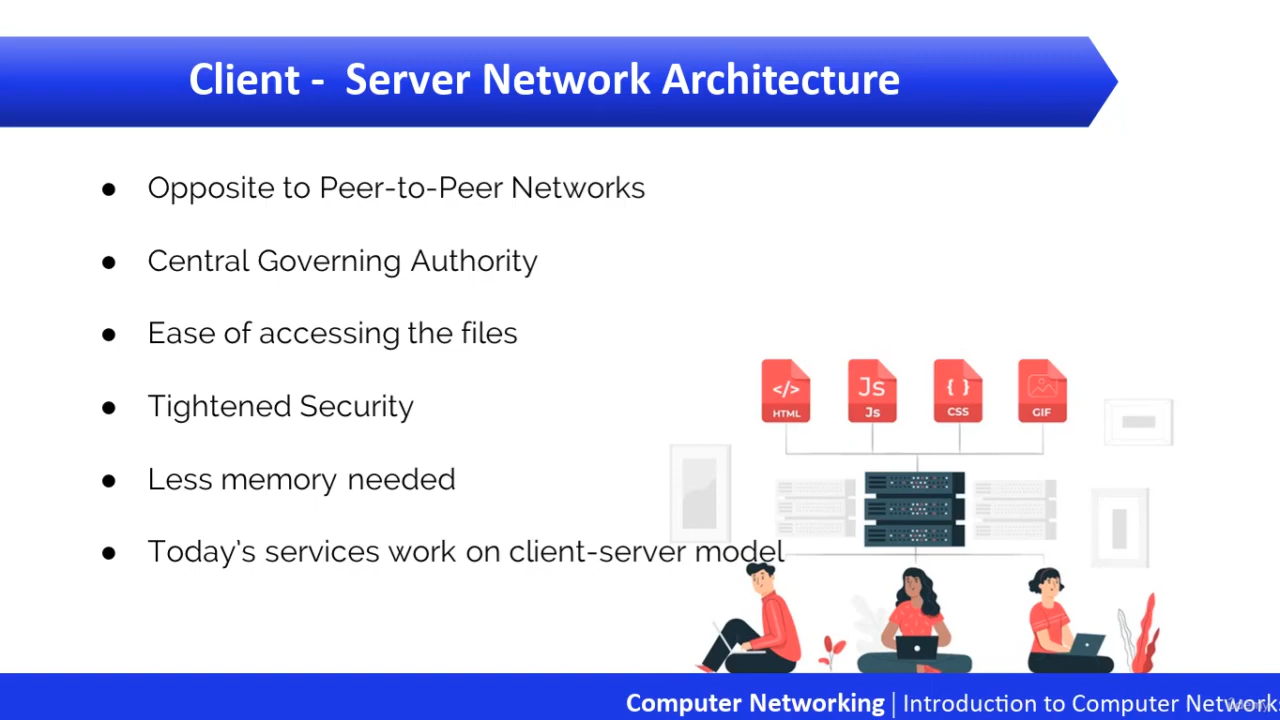 Client - Server Network Architecture
● Opposite to Peer-to-Peer Networks
● Central Governing Authority
● Ease of accessing the files
● Tightened Security
● Less memory needed
● Today's services work on client-server model
</> Js { }
HTML Js CSS GIF
Computer Networking | Introduction to Computer Networks
Udemy